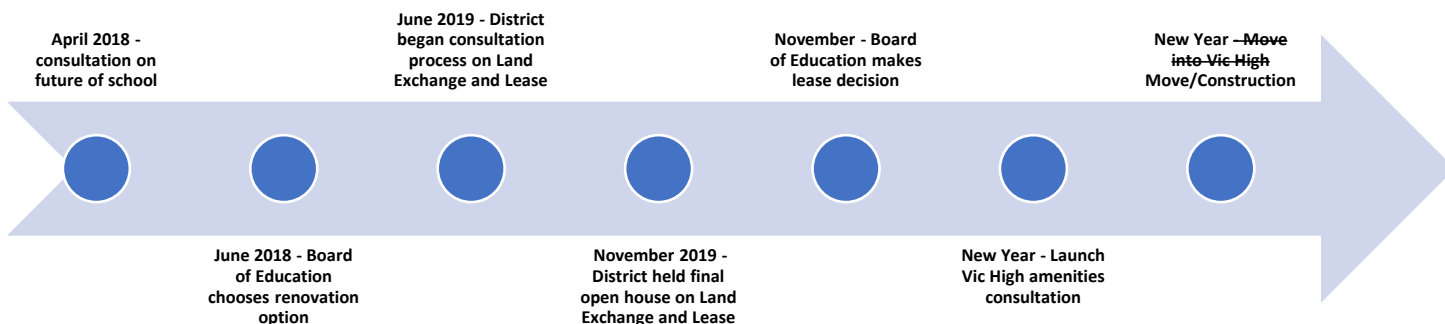 April 2018 -
consultation on
future of school
June 2018 - Board
of Education
chooses renovation
option
June 2019 - District
began consultation
process on Land
Exchange and Lease
November 2019 -
District held final
open house on Land
Exchange and Lease
November - Board
of Education makes
lease decision
New Year - Launch
Vic High amenities
consultation
New Year - Move
into Vic High
Move/Construction